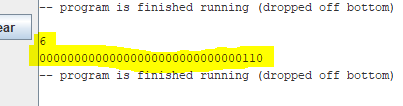 -- program is finished running (dropped off bottom)
ear
6
00000000000000000000000000000110
-- program is finished running (dropped off bottom)